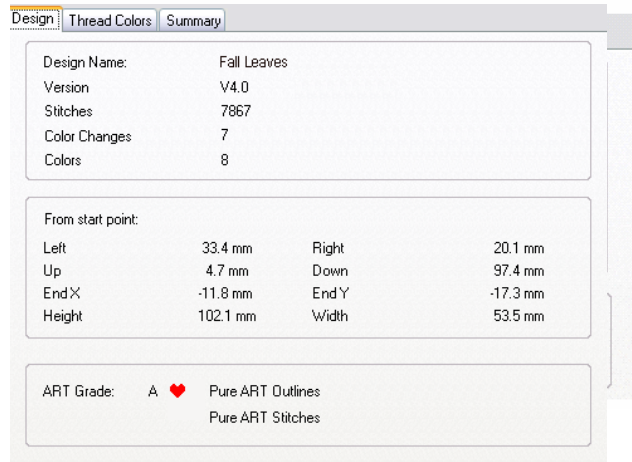 Design Thread Colors Summary
Design Name: Fall Leaves
Version V4.0
Stitches 7867
Color Changes 7
Colors 8
From start point:
Left 33.4 mm Right 20.1 mm
Up 4.7 mm Down 97.4 mm
End X -11.8 mm End Y -17.3 mm
Height 102.1 mm Width 53.5 mm
ART Grade: A ♥ Pure ART Outlines
Pure ART Stitches